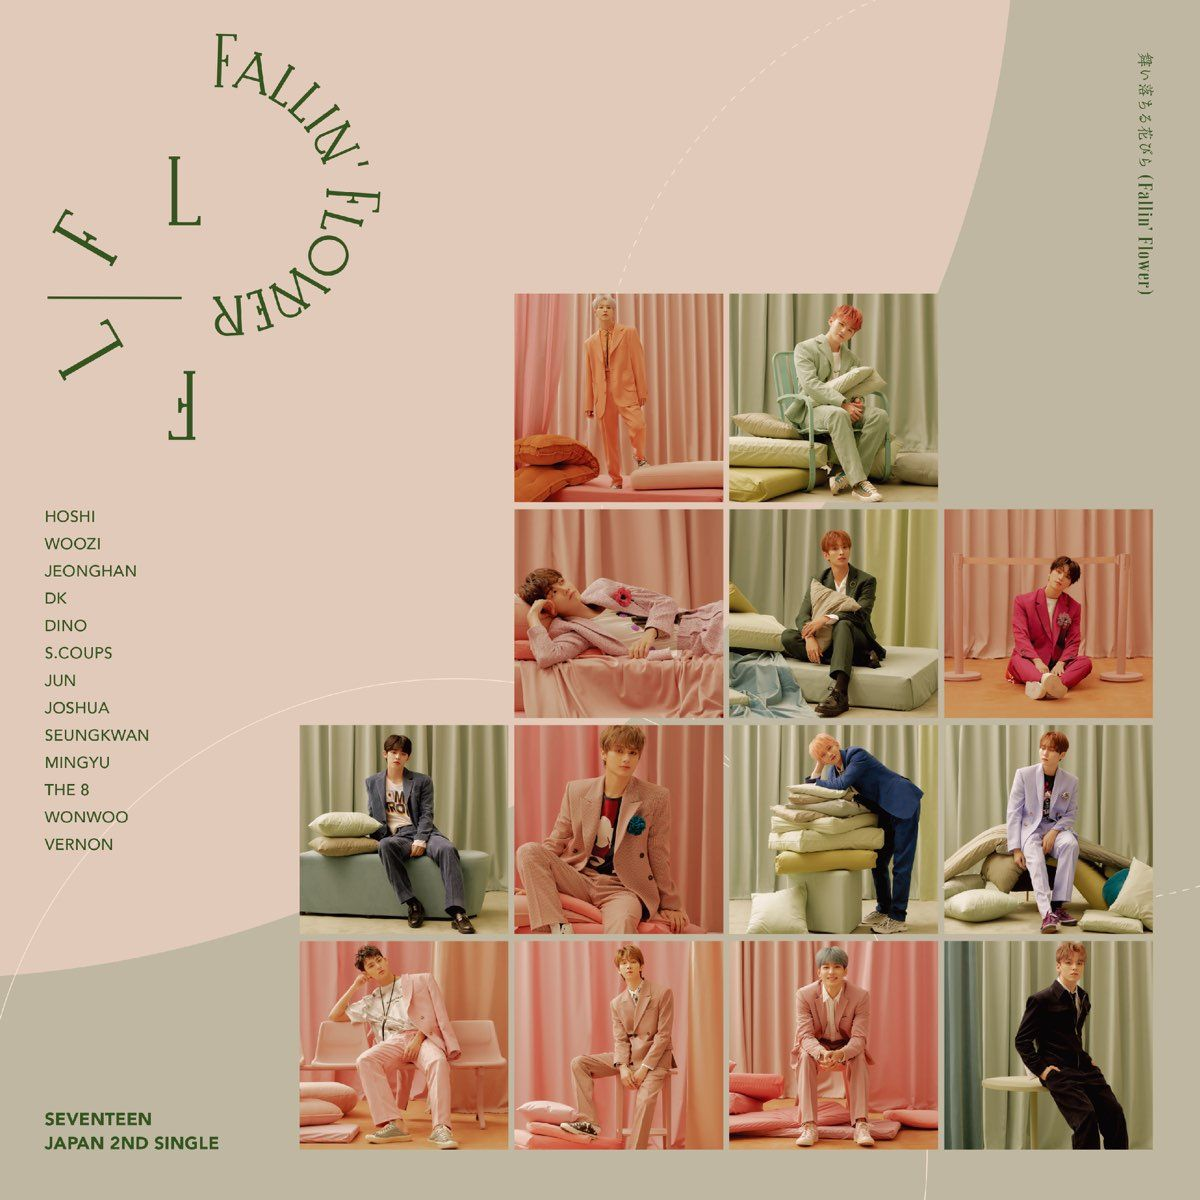 FALLIN' FLOWER
L
F
L
F
舞い落ちる花びら (Fallin' Flower)
HOSHI
WOOZI
JEONGHAN
DK
DINO
S.COUPS
JUN
JOSHUA
SEUNGKWAN
MINGYU
THE 8
WONWOO
VERNON
SEVENTEEN
JAPAN 2ND SINGLE